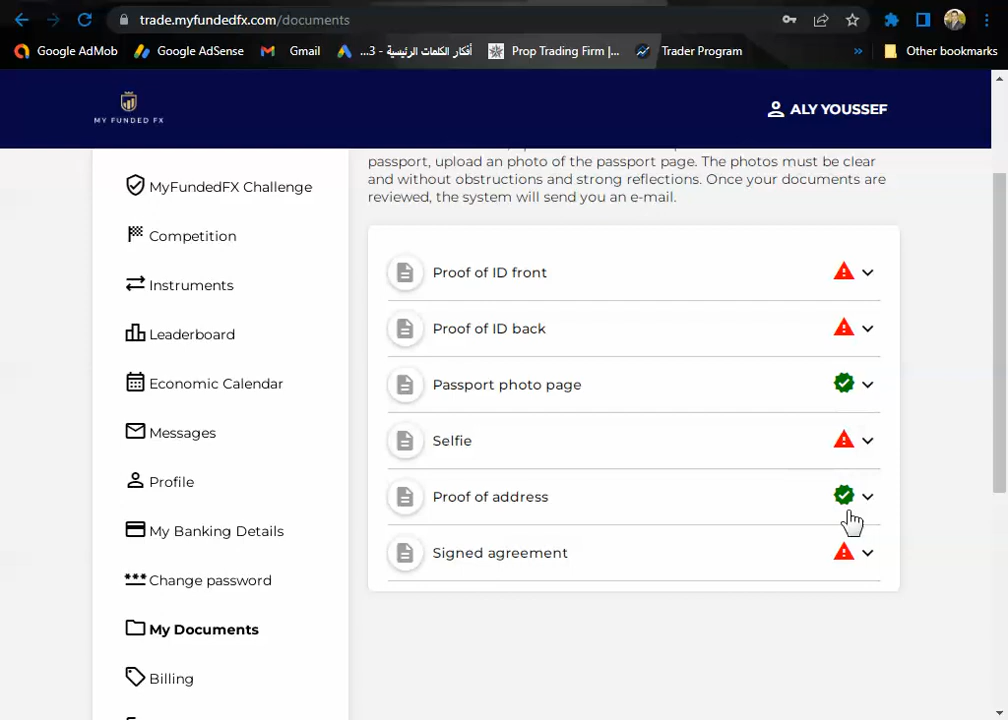 trade.myfundedfx.com/documents
Google AdMob
Google AdSense
Gmail
أفكار الكلمات الرئيسية - 3...
Prop Trading Firm |...
Trader Program
»
Other bookmarks
MY FUNDED FX
ALY YOUSSEF
passport, upload an photo of the passport page. The photos must be clear
and without obstructions and strong reflections. Once your documents are
reviewed, the system will send you an e-mail.
MyFundedFX Challenge
Competition
Instruments
Leaderboard
Economic Calendar
Messages
Profile
My Banking Details
Change password
My Documents
Billing
Proof of ID front
Proof of ID back
Passport photo page
Selfie
Proof of address
Signed agreement